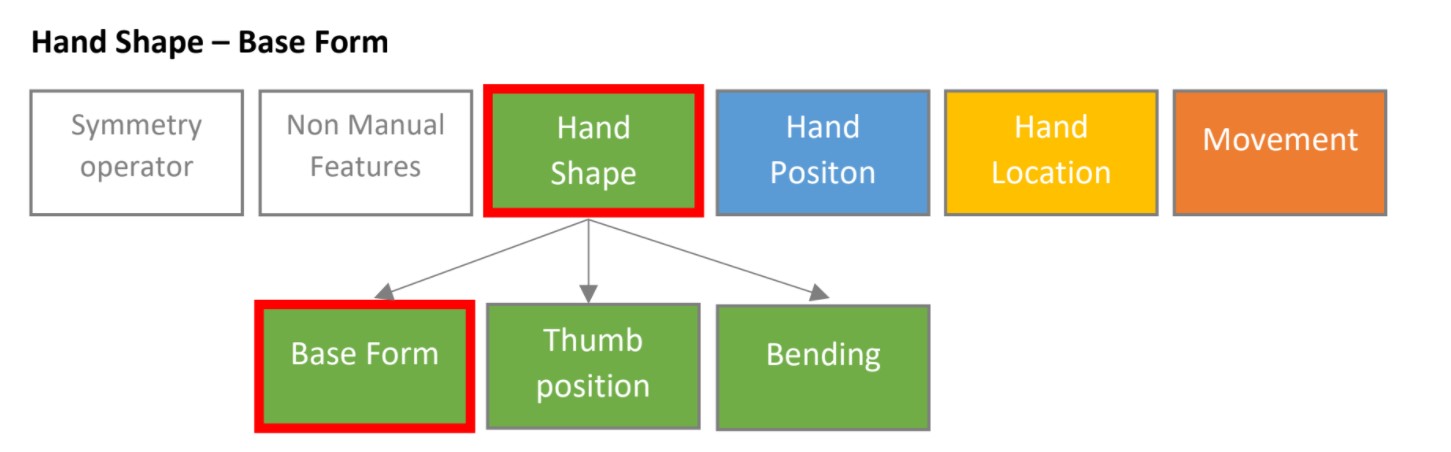 Hand Shape – Base Form
Symmetry
operator
Non Manual
Features
Hand
Shape
Hand
Positon
Hand
Location
Movement
Base Form
Thumb
position
Bending